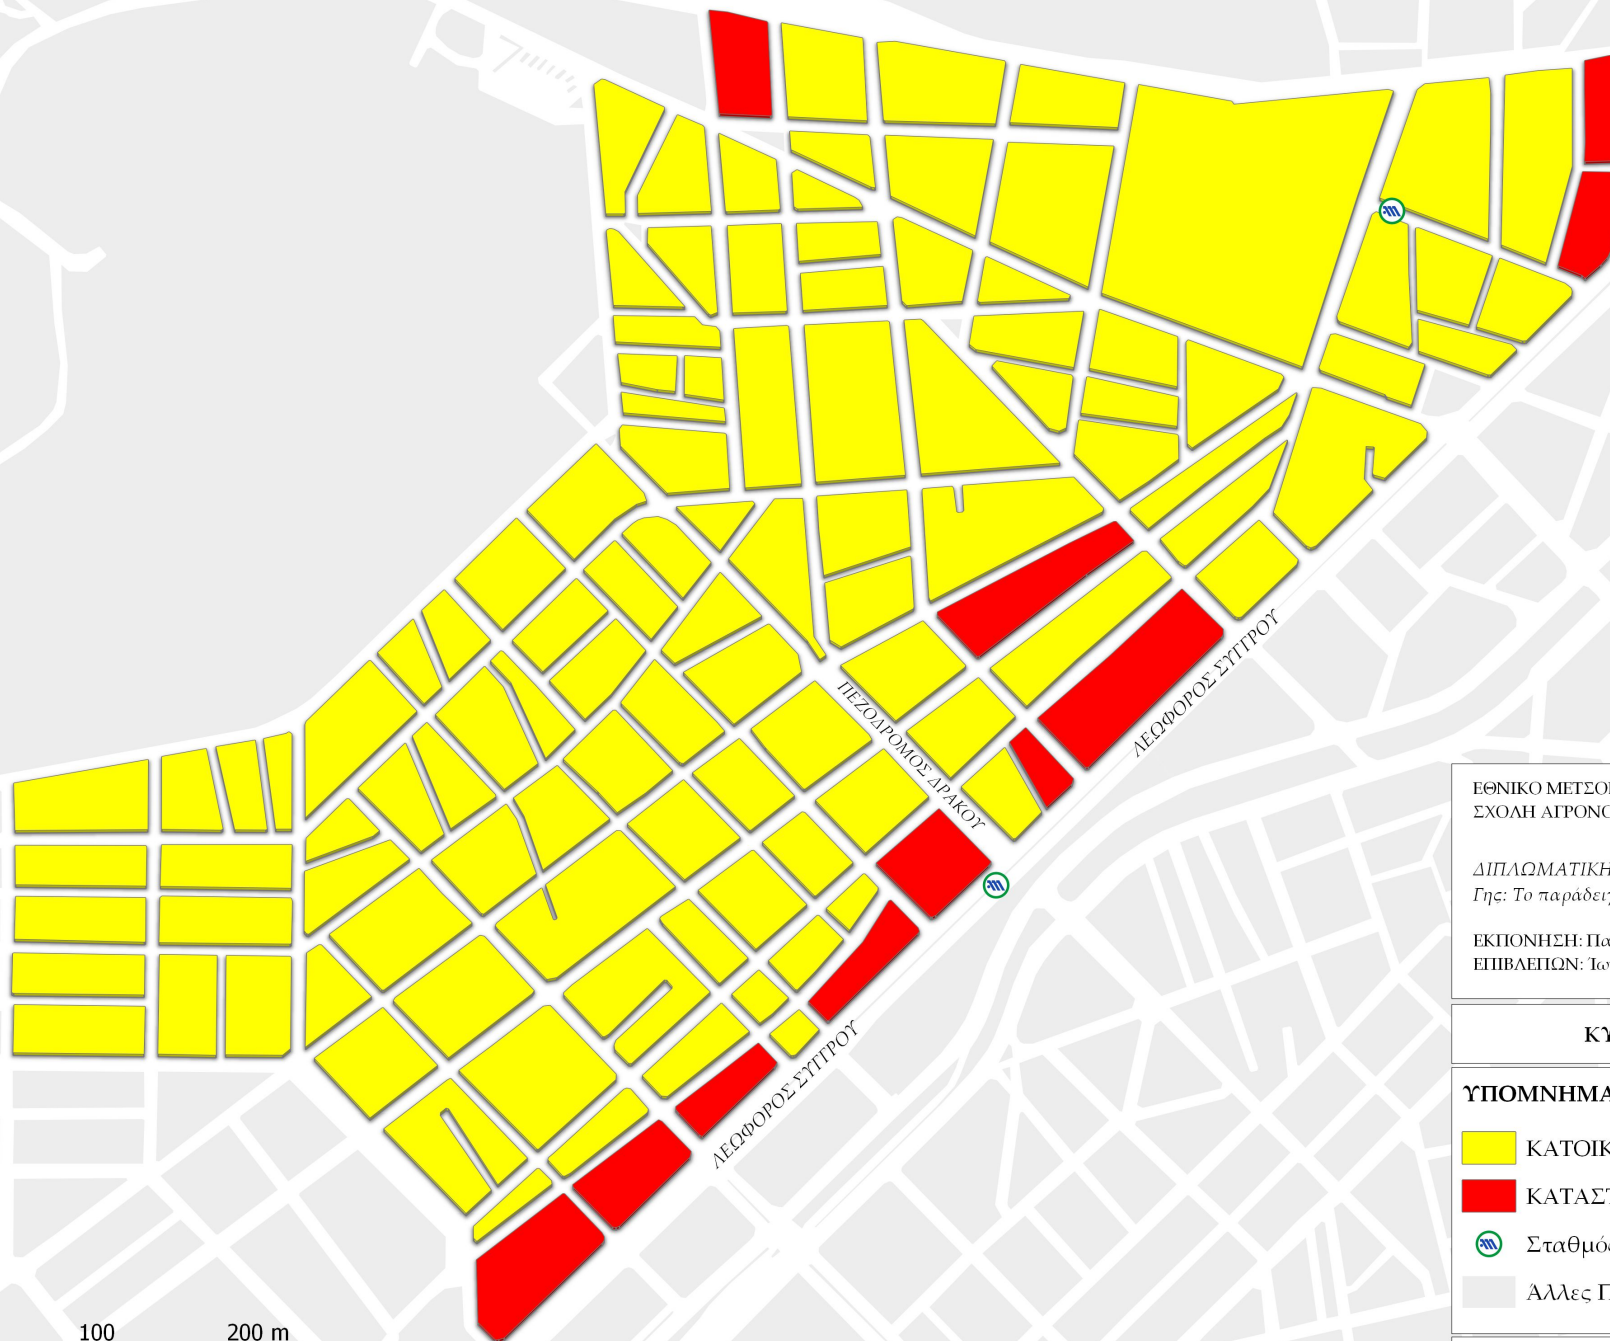 ΠΕΖΟΔΡΟΜΟΣ ΔΡΑΚΟΥ
ΛΕΩΦΟΡΟΣ ΣΥΓΓΡΟΥ
ΛΕΩΦΟΡΟΣ ΣΥΓΓΡΟΥ
ΕΘΝΙΚΟ ΜΕΤΣΟ
ΣΧΟΛΗ ΑΓΡΟΝΟ
ΔΙΠΛΩΜΑΤΙΚΗ
Γης: Το παράδει
ΕΚΠΟΝΗΣΗ: Πα
ΕΠΙΒΛΕΠΩΝ: Ίω
ΚΥ
ΥΠΟΜΝΗΜΑ
ΚΑΤΟΙΚ
ΚΑΤΑΣΤ
Σταθμό
Άλλες Π
100 200 m